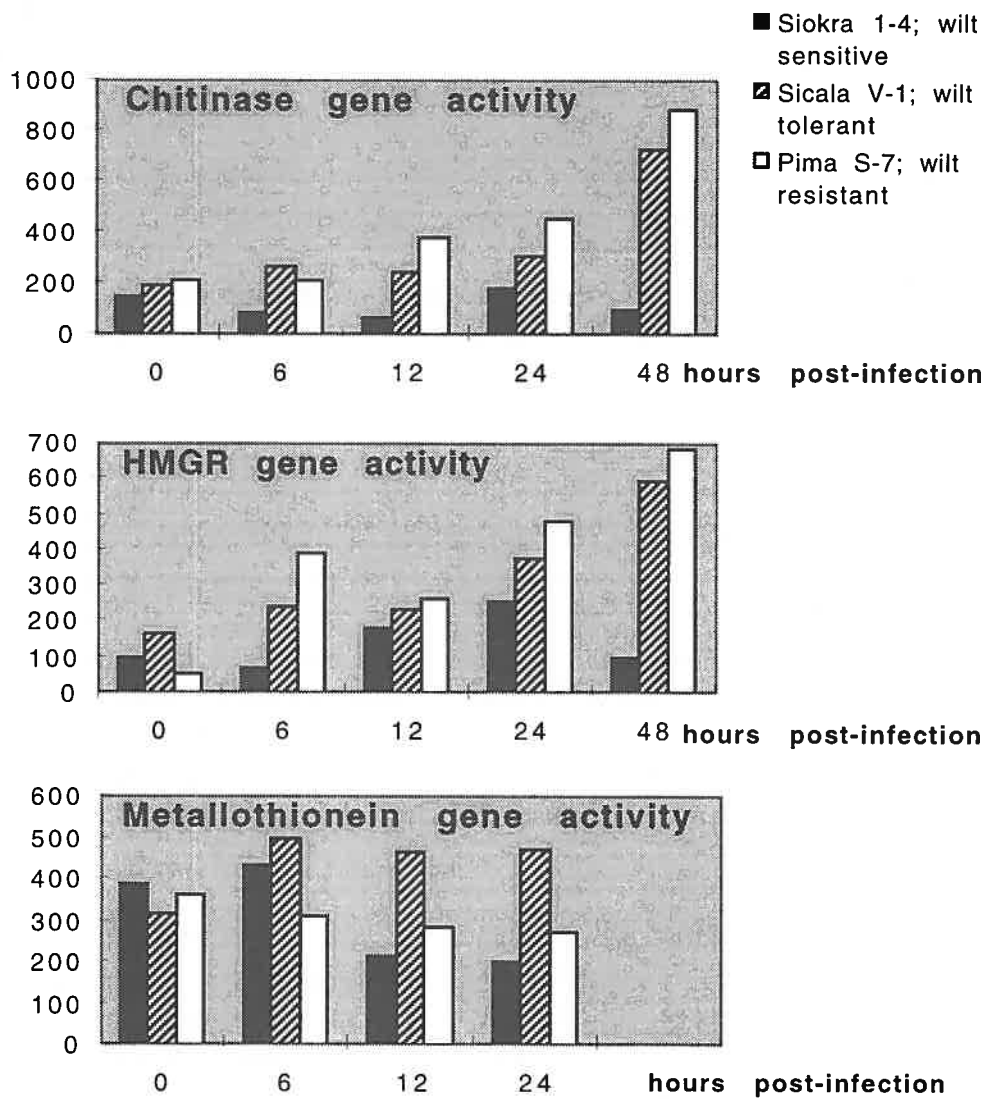 Siokra 1-4; wilt
sensitive
Sicala V-1; wilt
tolerant
Pima S-7; wilt
resistant
Chitinase gene activity
1000
800
600
400
200
0
0 6 12 24 48 hours post-infection
HMGR gene activity
700
600
500
400
300
200
100
0
0 6 12 24 48 hours post-infection
Metallothionein gene activity
600
500
400
300
200
100
0
0 6 12 24 hours post-infection